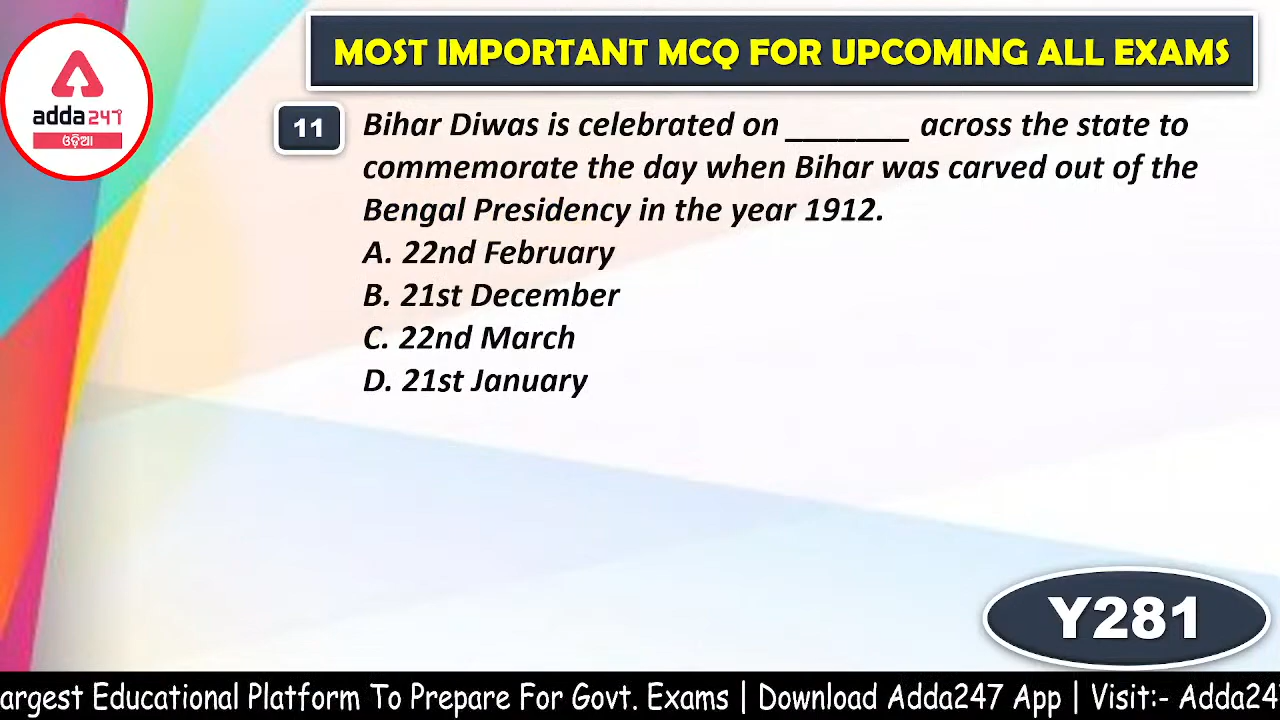 MOST IMPORTANT MCQ FOR UPCOMING ALL EXAMS
adda247
ଓଡ଼ିଆ
11
Bihar Diwas is celebrated on _______ across the state to
commemorate the day when Bihar was carved out of the
Bengal Presidency in the year 1912.
A. 22nd February
B. 21st December
C. 22nd March
D. 21st January
Y281
argest Educational Platform To Prepare For Govt. Exams | Download Adda247 App | Visit:- Adda24